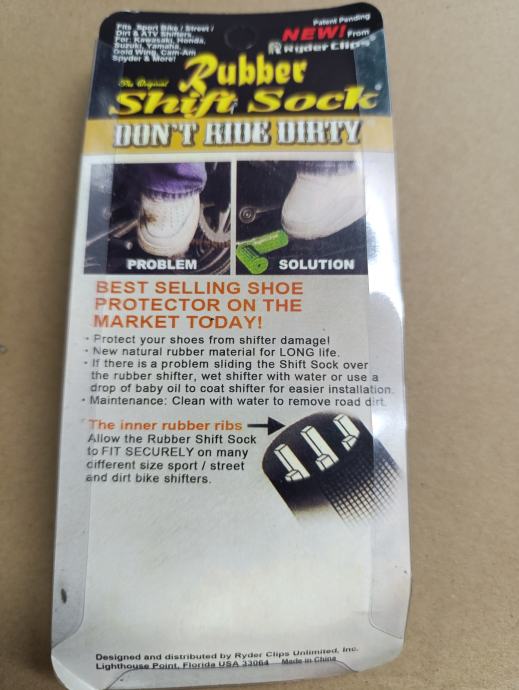 Fits Sport Bike / Street /
Dirt & ATV Shifters.
For: Kawasaki, Honda,
Suzuki, Yamaha,
Gold Wing, Cam-Am
Spyder & More!
Patent Pending
NEW! From
Ryder Clips
The Original
Rubber
Shift Sock®
DON'T RIDE DIRTY
PROBLEM
SOLUTION
BEST SELLING SHOE
PROTECTOR ON THE
MARKET TODAY!
- Protect your shoes from shifter damage!
- New natural rubber material for LONG life.
- If there is a problem sliding the Shift Sock over
the rubber shifter, wet shifter with water or use a
drop of baby oil to coat shifter for easier installation.
- Maintenance: Clean with water to remove road dirt.
The inner rubber ribs
Allow the Rubber Shift Sock
to FIT SECURELY on many
different size sport / street
and dirt bike shifters.
Designed and distributed by Ryder Clips Unlimited, Inc.
Lighthouse Point, Florida USA 33064 Made in China